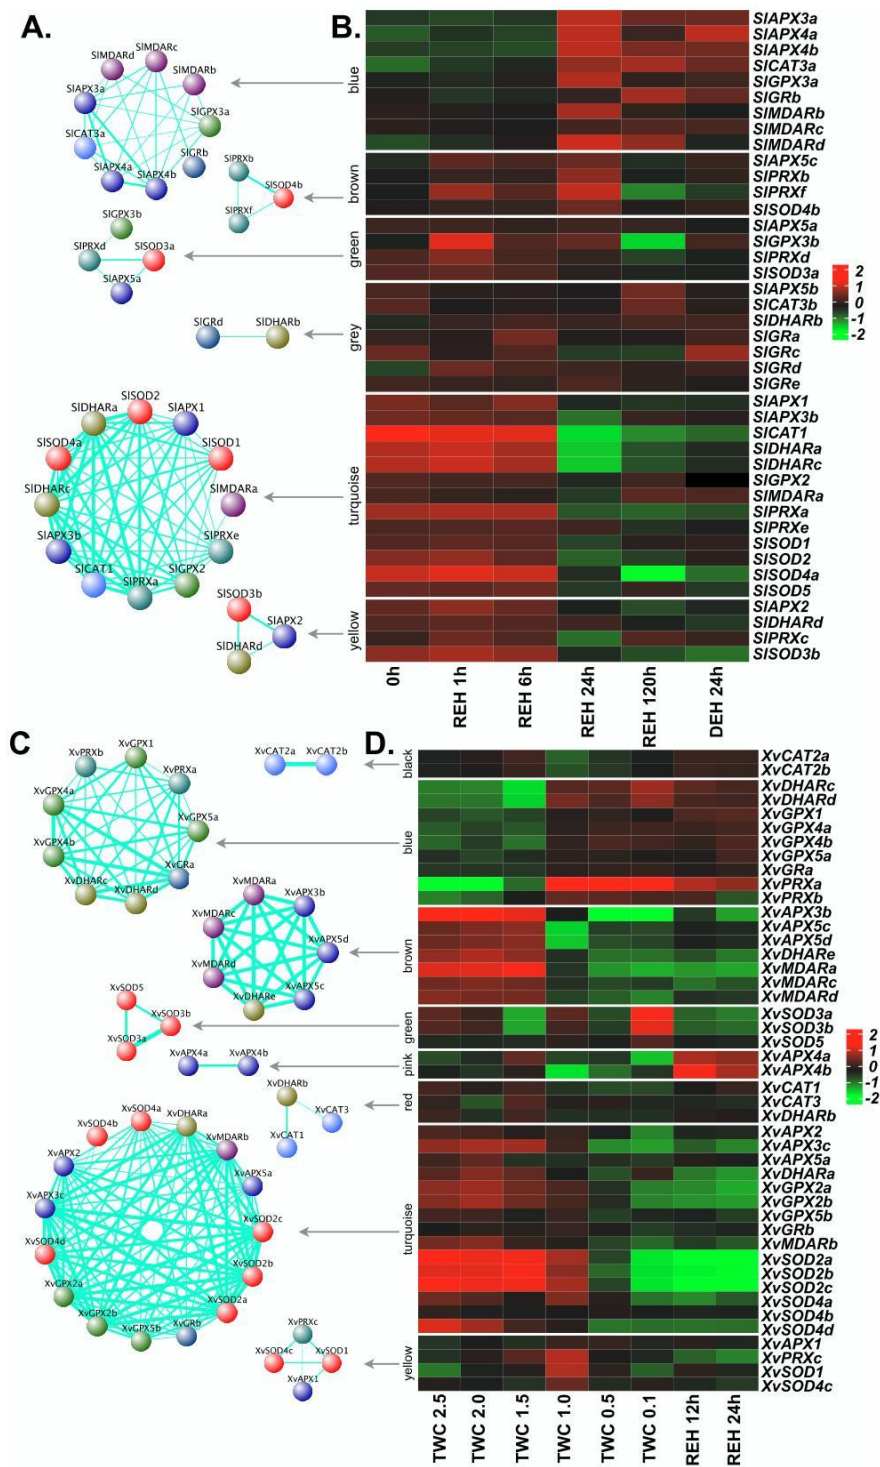 A.
SlMDARd
SlMDARc
SlMDARb
SlAPX3a
SlGPX3a
SlCAT3a
SlGRb
SlAPX4a
SlAPX4b
SlPRXb
SlSOD4b
SlPRXf
SlGPX3b
SlPRXd
SlSOD3a
SlAPX5a
SlGRd
SlDHARb
SlSOD2
SlDHARa
SlAPX1
SlSOD4a
SlSOD1
SlDHARc
SlMDARa
SlAPX3b
SlPRXe
SlCAT1
SlGPX2
SlPRXa
SlSOD3b
SlAPX2
SlDHARd
B.
blue
brown
green
grey
turquoise
yellow
SlAPX3a
SlAPX4a
SlAPX4b
SlCAT3a
SlGPX3a
SlGRb
SlMDARb
SlMDARc
SlMDARd
SlAPX5c
SlPRXb
SlPRXf
SlSOD4b
SlAPX5a
SlGPX3b
SlPRXd
SlSOD3a
SlAPX5b
SlCAT3b
SlDHARb
SlGRa
SlGRc
SlGRd
SlGRe
SlAPX1
SlAPX3b
SlCAT1
SlDHARa
SlDHARc
SlGPX2
SlMDARa
SlPRXa
SlPRXe
SlSOD1
SlSOD2
SlSOD4a
SlSOD5
SlAPX2
SlDHARd
SlPRXc
SlSOD3b
2
1
0
-1
-2
0h
REH 1h
REH 6h
REH 24h
REH 120h
DEH 24h
C
XvGPX1
XvPRXb
XvPRXa
XvGPX4a
XvGPX5a
XvGPX4b
XvGRa
XvDHARc
XvDHARd
XvCAT2a
XvCAT2b
XvMDARa
XvAPX3b
XvMDARc
XvAPX5d
XvMDARd
XvAPX5c
XvDHARe
XvSOD5
XvSOD3b
XvSOD3a
XvAPX4a
XvAPX4b
XvDHARb
XvCAT3
XvCAT1
XvSOD4a
XvSOD4b
XvDHARa
XvMDARb
XvAPX2
XvAPX5a
XvAPX3c
XvSOD2c
XvSOD4d
XvSOD2b
XvGPX2a
XvSOD2a
XvGPX2b
XvGPX5b
XvGRb
XvPRXc
XvSOD4c
XvSOD1
XvAPX1
D.
black
blue
brown
green
pink
red
turquoise
yellow
XvCAT2a
XvCAT2b
XvDHARc
XvDHARd
XvGPX1
XvGPX4a
XvGPX4b
XvGPX5a
XvGRa
XvPRXa
XvPRXb
XvAPX3b
XvAPX5c
XvAPX5d
XvDHARe
XvMDARa
XvMDARc
XvMDARd
XvSOD3a
XvSOD3b
XvSOD5
XvAPX4a
XvAPX4b
XvCAT1
XvCAT3
XvDHARb
XvAPX2
XvAPX3c
XvAPX5a
XvDHARa
XvGPX2a
XvGPX2b
XvGPX5b
XvGRb
XvMDARb
XvSOD2a
XvSOD2b
XvSOD2c
XvSOD4a
XvSOD4b
XvSOD4d
XvAPX1
XvPRXc
XvSOD1
XvSOD4c
2
1
0
-1
-2
TWC 2.5
TWC 2.0
TWC 1.5
TWC 1.0
TWC 0.5
TWC 0.1
REH 12h
REH 24h